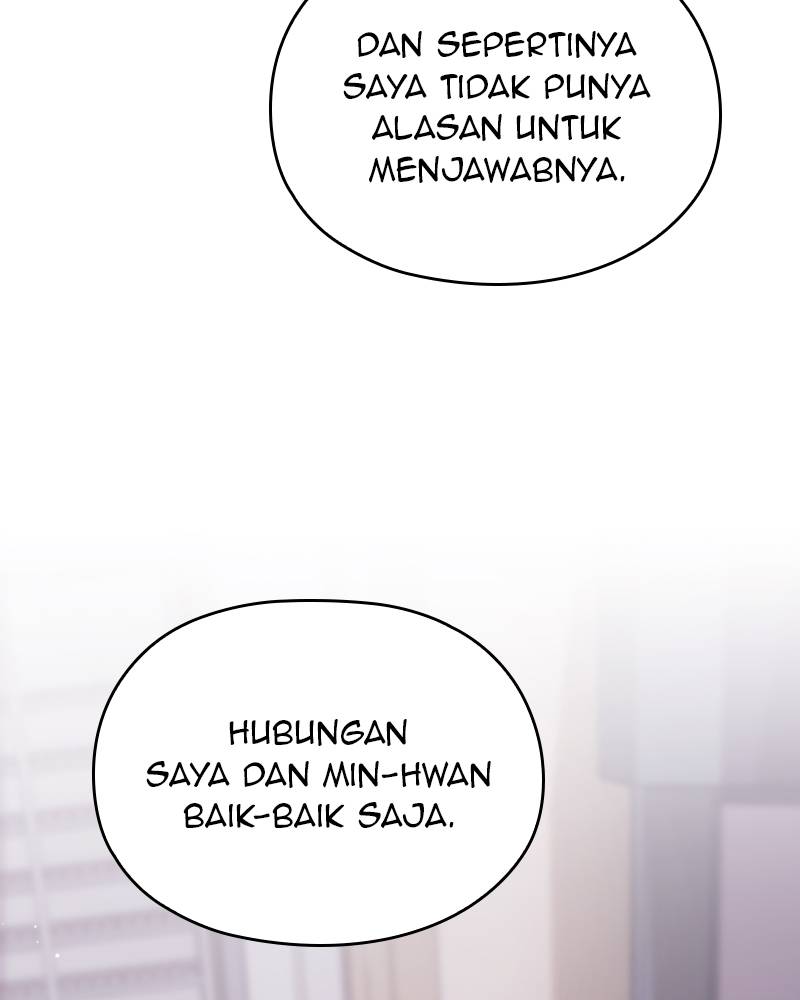 DAN SEPERTINYA
SAYA TIDAK PUNYA
ALASAN UNTUK
MENJAWABNYA.
HUBUNGAN
SAYA DAN MIN-HWAN
BAIK-BAIK SAJA.